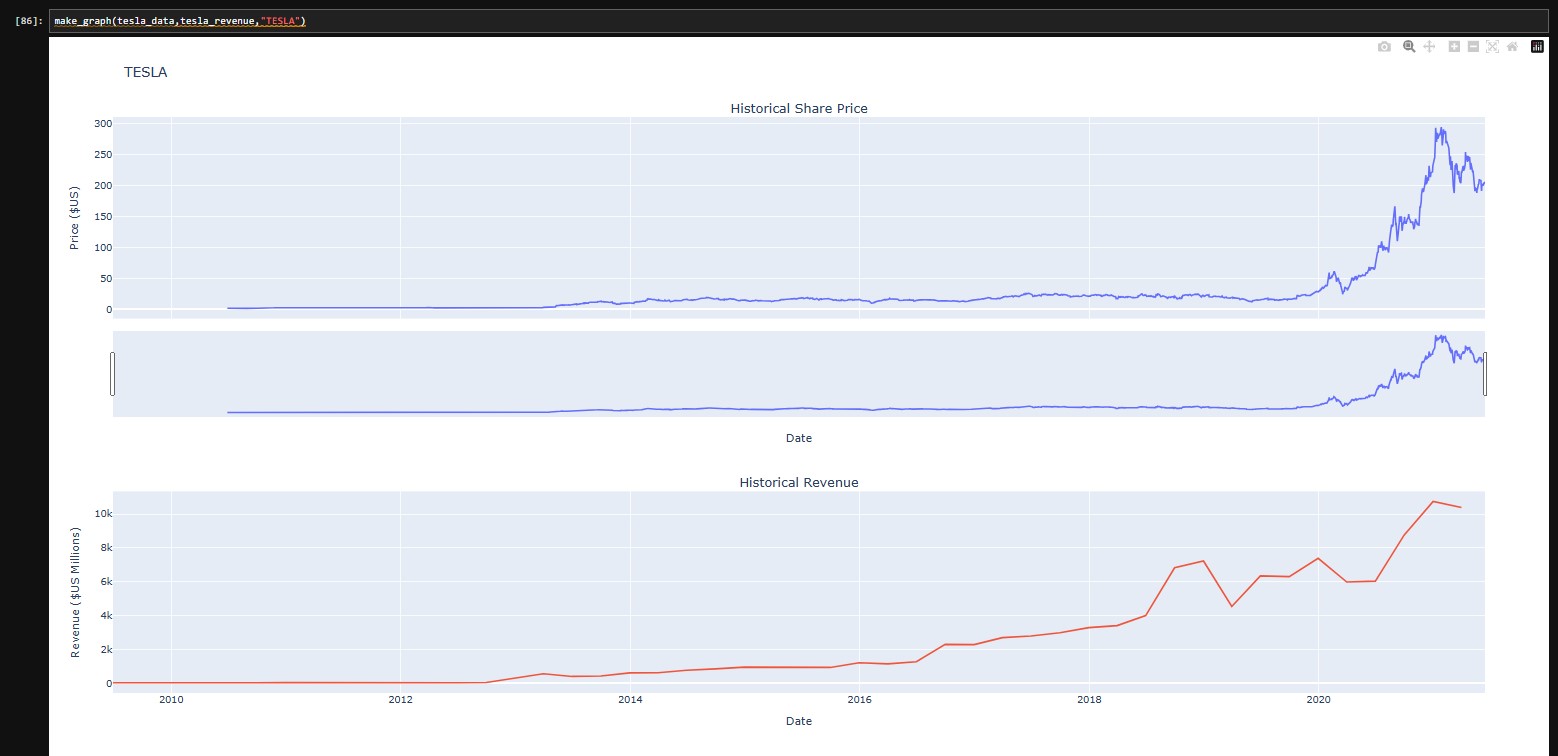 [86]: make_graph(tesla_data,tesla_revenue,"TESLA")
TESLA
Historical Share Price
Price ($US)
300
250
200
150
100
50
0
Date
Historical Revenue
Revenue ($US Millions)
10k
8k
6k
4k
2k
0
2010 2012 2014 2016 2018 2020
Date